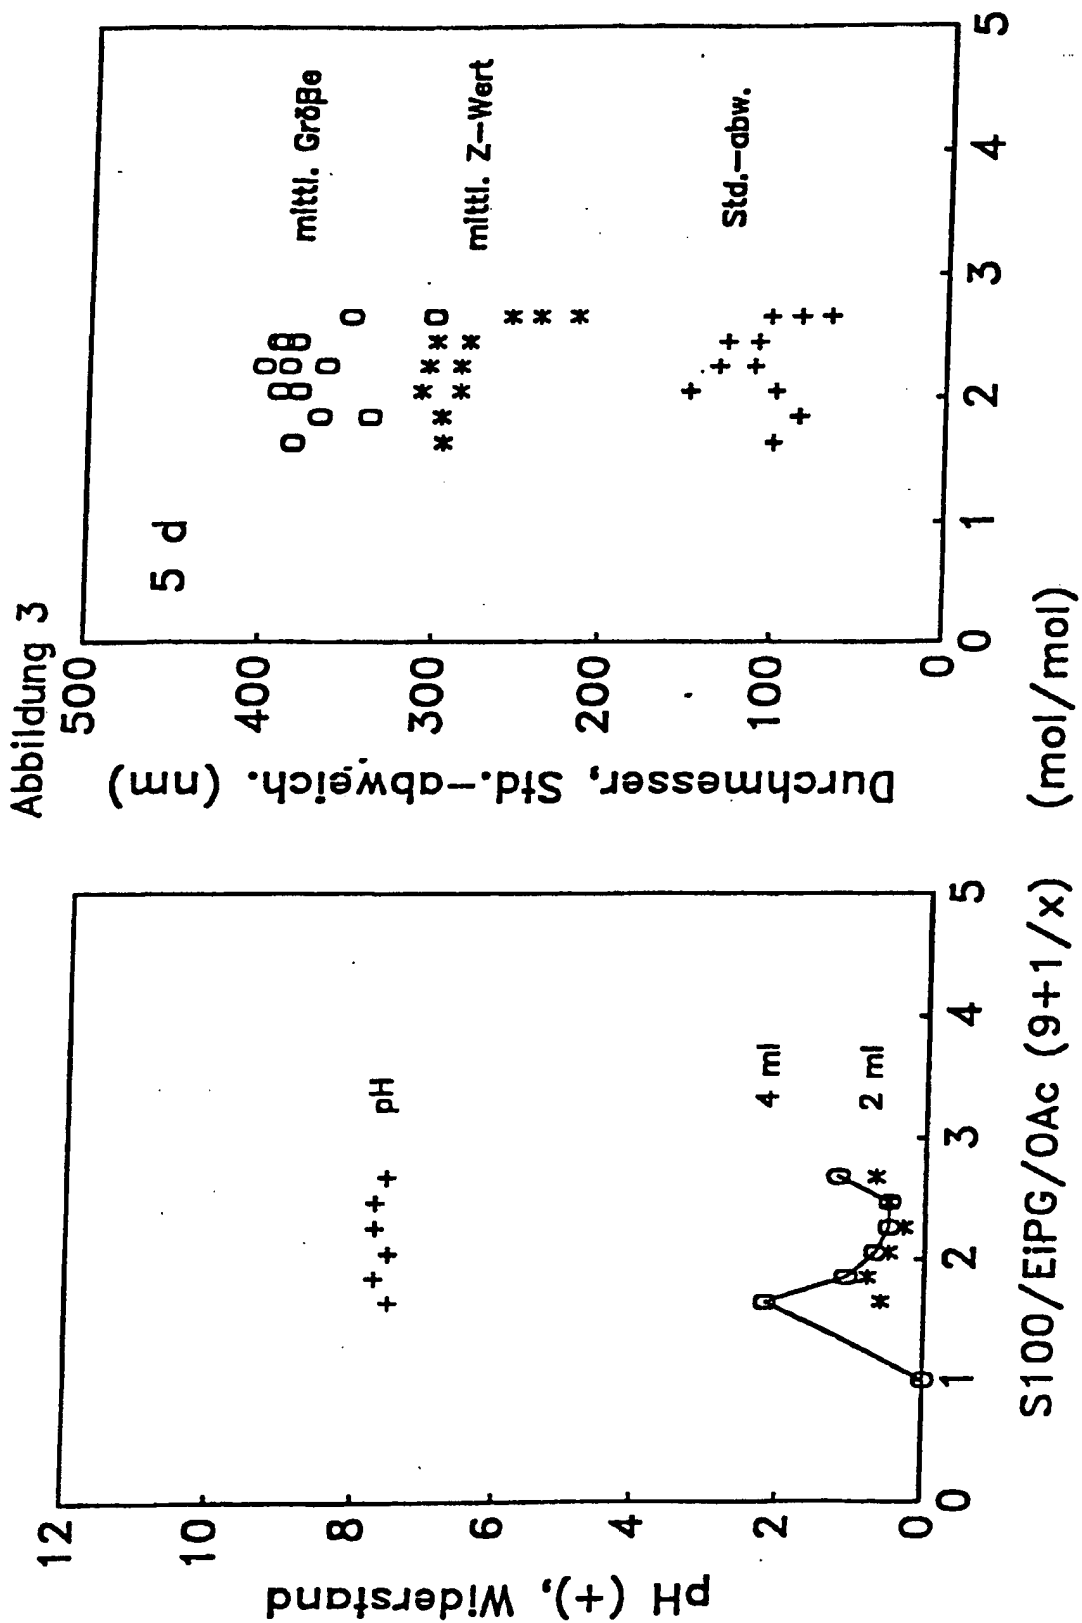 Abbildung 3
pH (+), Widerstand
12
10
8
6
4
2
0
pH
4 ml
2 ml
0
1
2
3
4
5
S100/EiPG/OAc (9+1/x)
Durchmesser, Std.-abweich. (nm)
500
400
300
200
100
0
5 d
mittl. Größe
mittl. Z-Wert
Std.-abw.
0
1
2
3
4
5
(mol/mol)